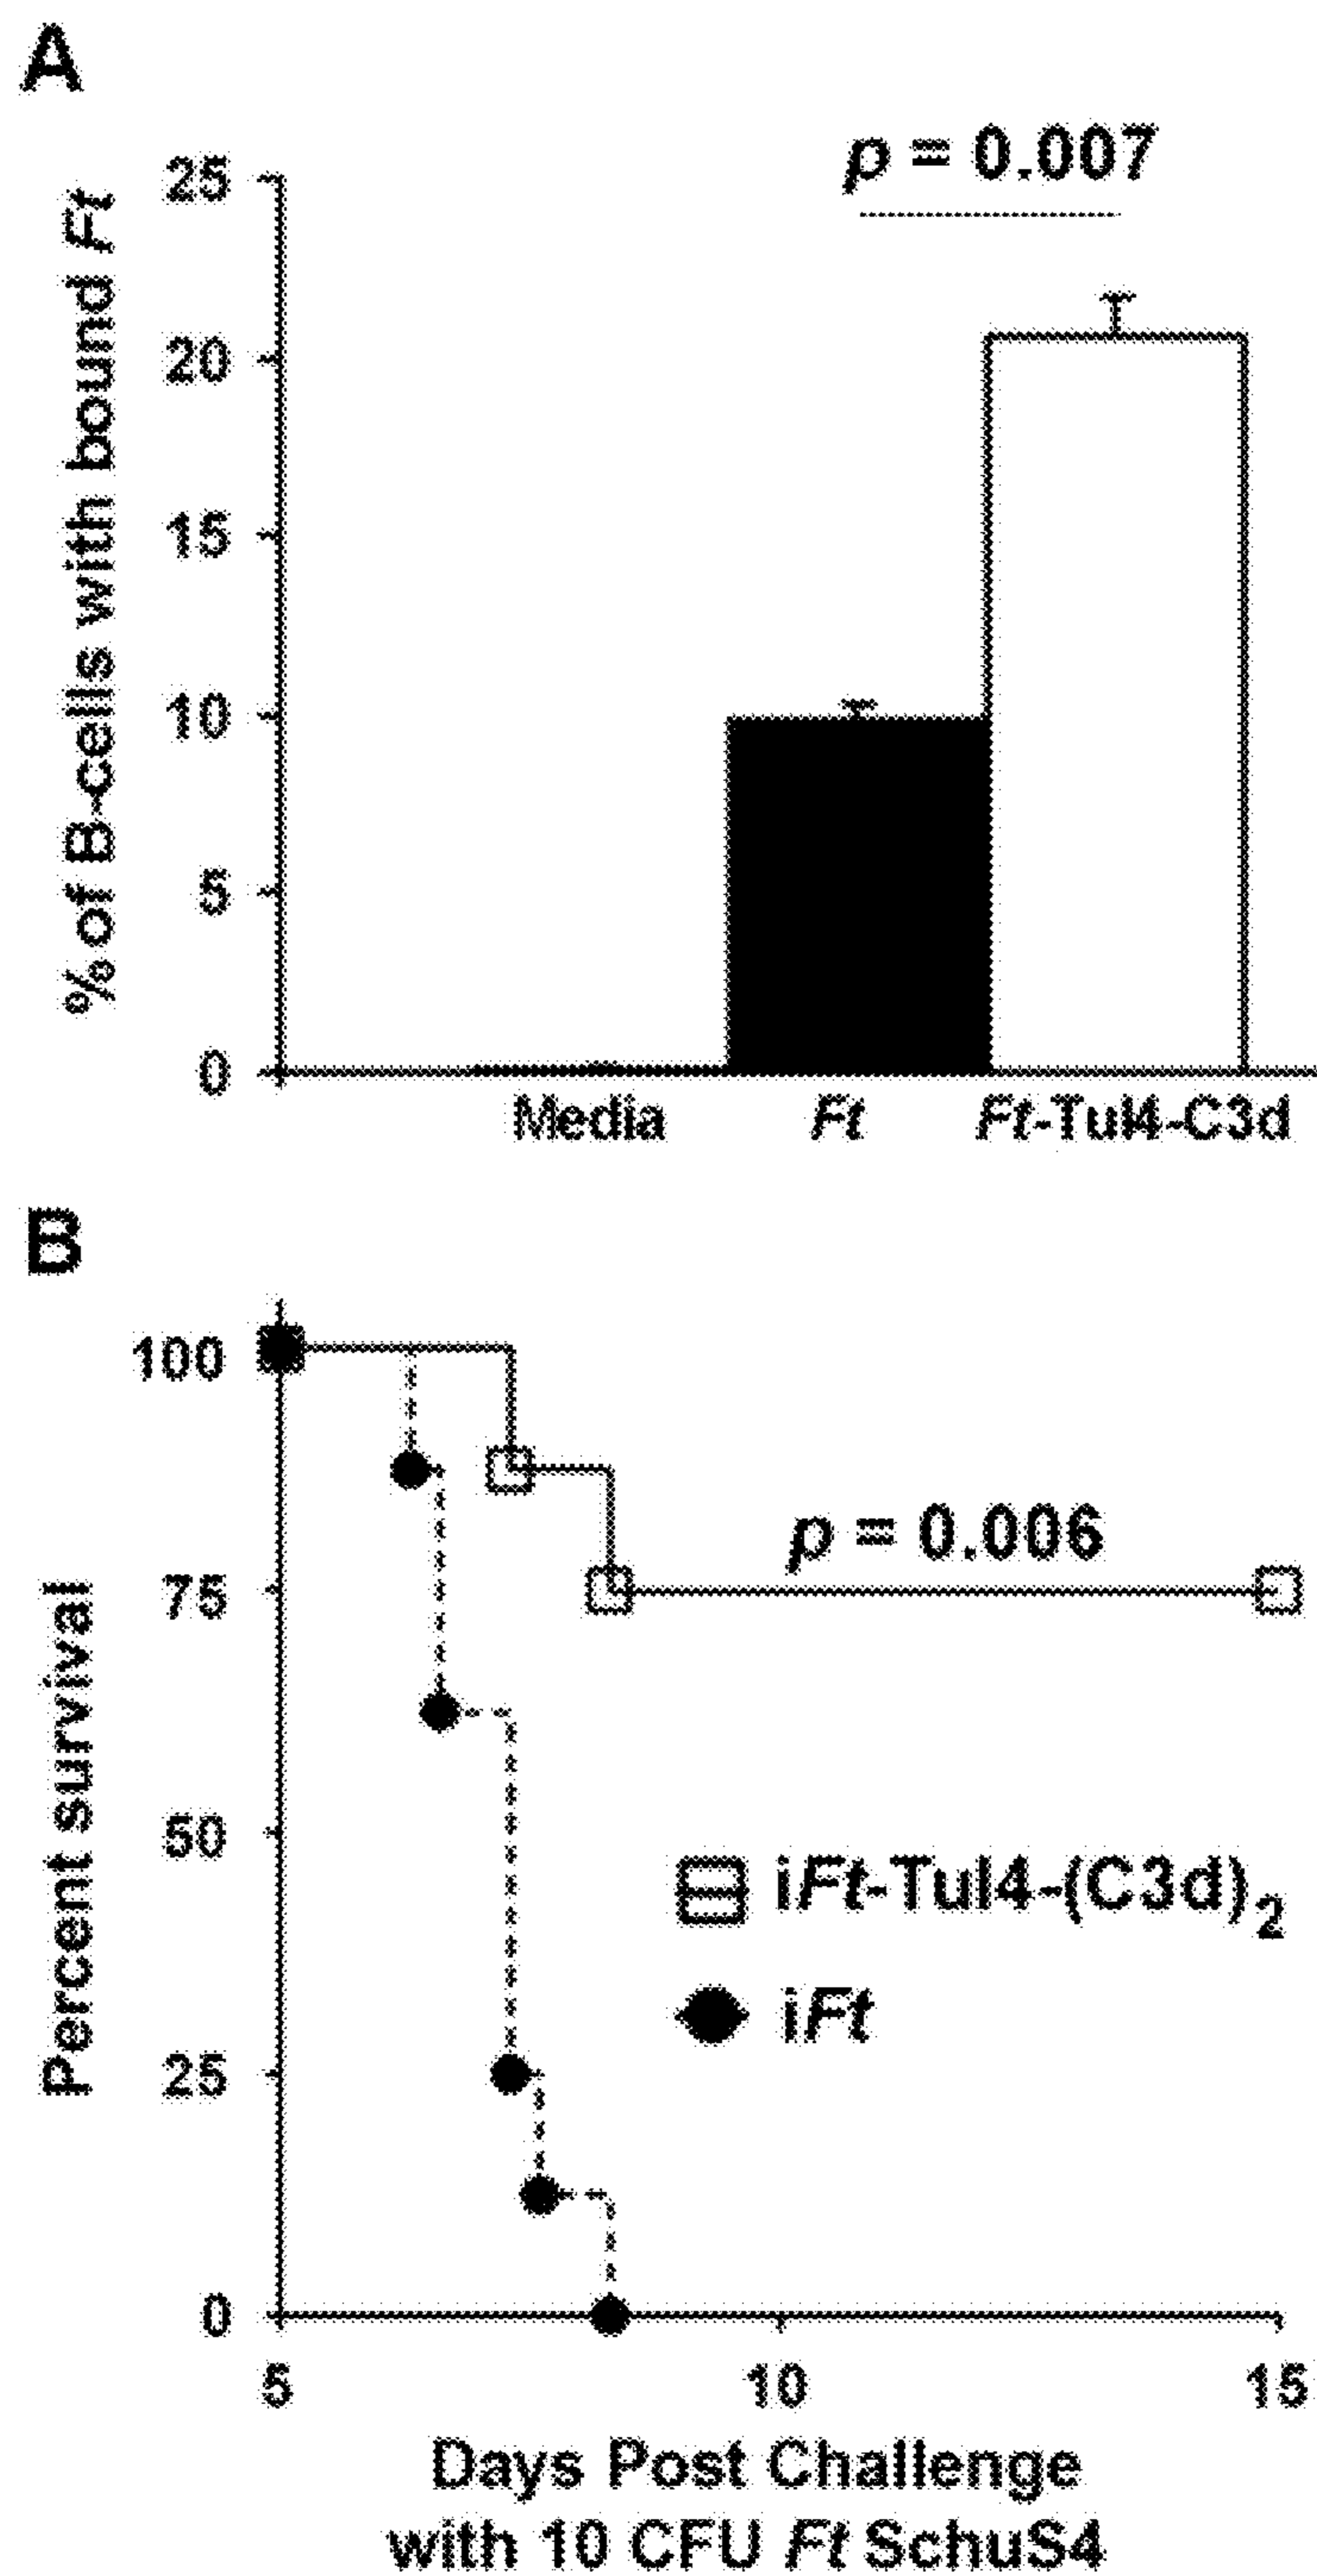 A
p = 0.007
% of B-cells with bound Ft
25
20
15
10
5
0
Media Ft Ft-Tul4-C3d
B
Percent survival
100
75
50
25
0
p = 0.006
iFt-Tul4-(C3d)2
iFt
5 10 15
Days Post Challenge
with 10 CFU Ft SchuS4